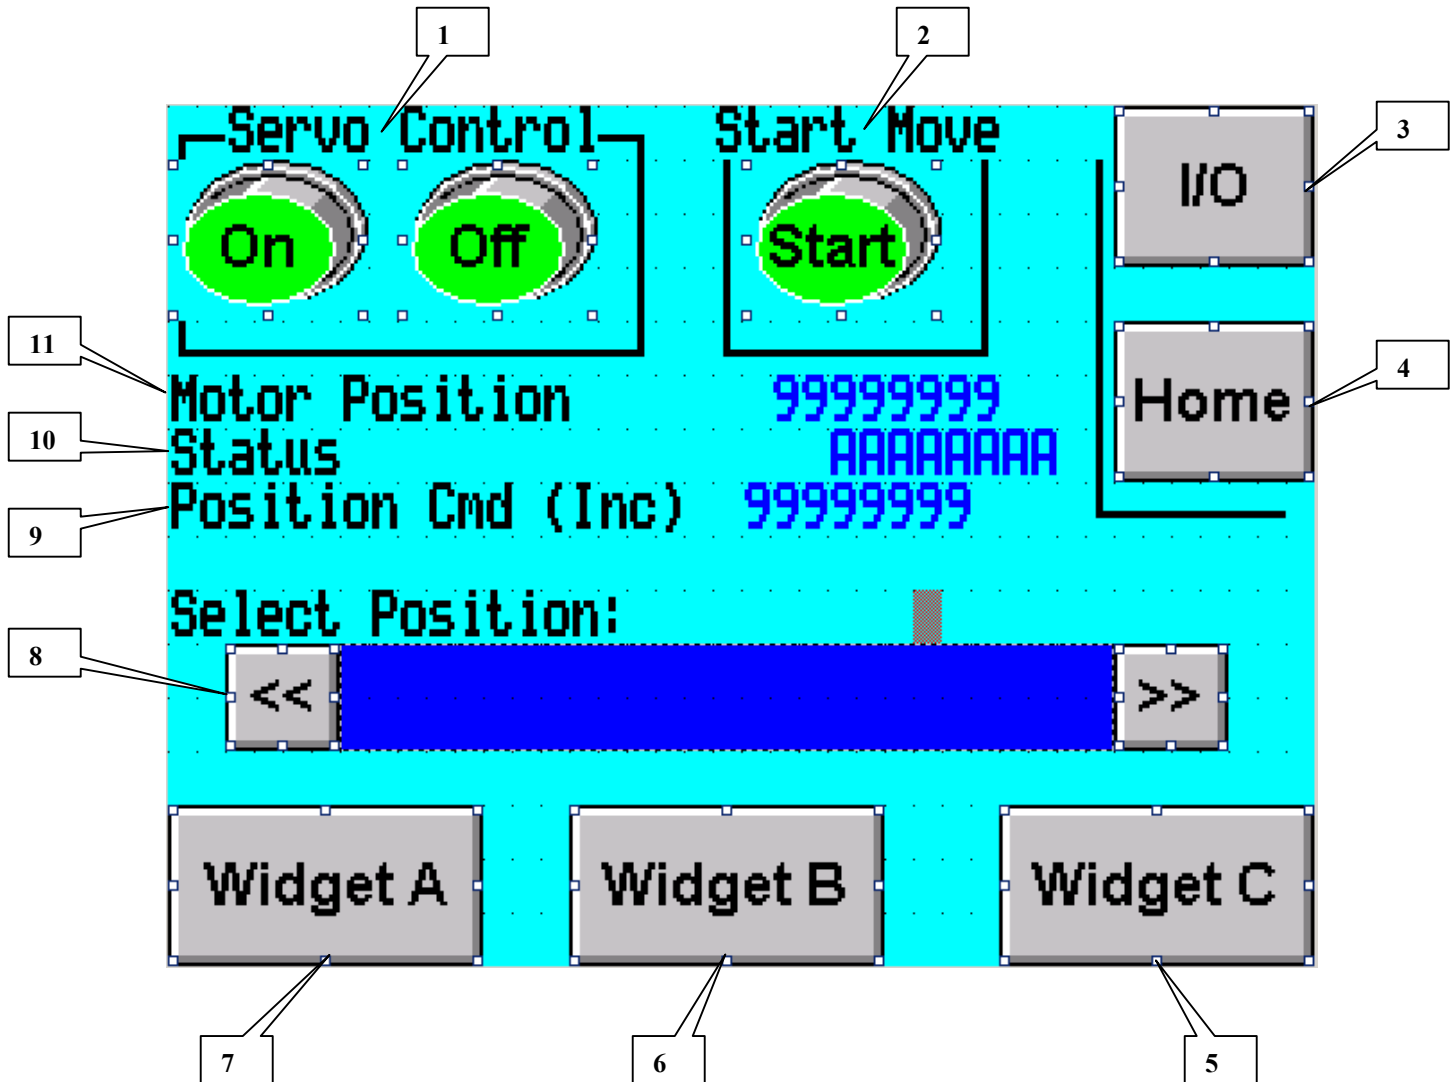 1
2
Servo Control
Start Move
3
I/O
On
Off
Start
11
Motor Position 99999999
Home
4
10
Status AAAAAAAA
9
Position Cmd (Inc) 99999999
Select Position:
8
<<
>>
Widget A
Widget B
Widget C
7
6
5